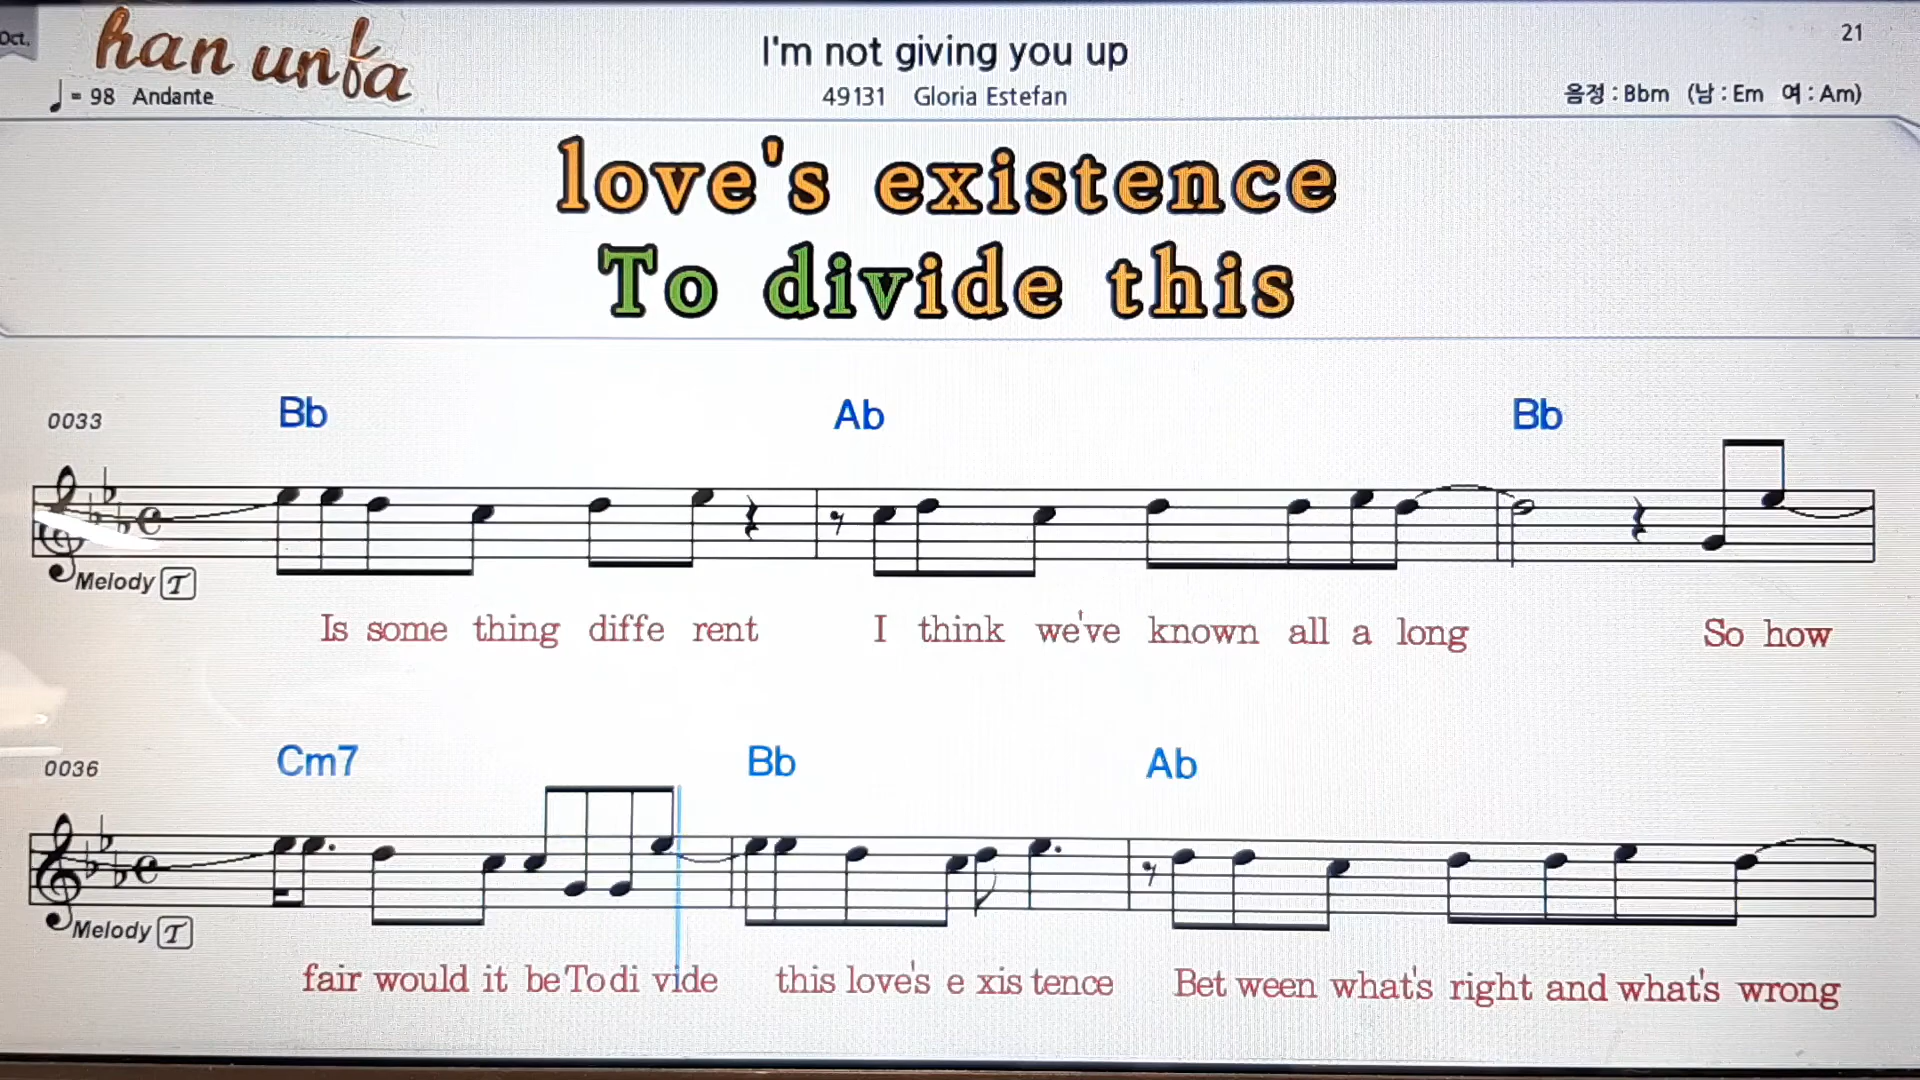 Oct.
han unfa
I'm not giving you up
21
♩ = 98 Andante
49131 Gloria Estefan
음정 : Bbm (남 : Em 여 : Am)
love's existence
To divide this
0033
Bb Ab Bb
Melody T
Is some thing diffe rent I think we've known all a long So how
0036
Cm7 Bb Ab
Melody T
fair would it be To di vide this love's e xis tence Bet ween what's right and what's wrong